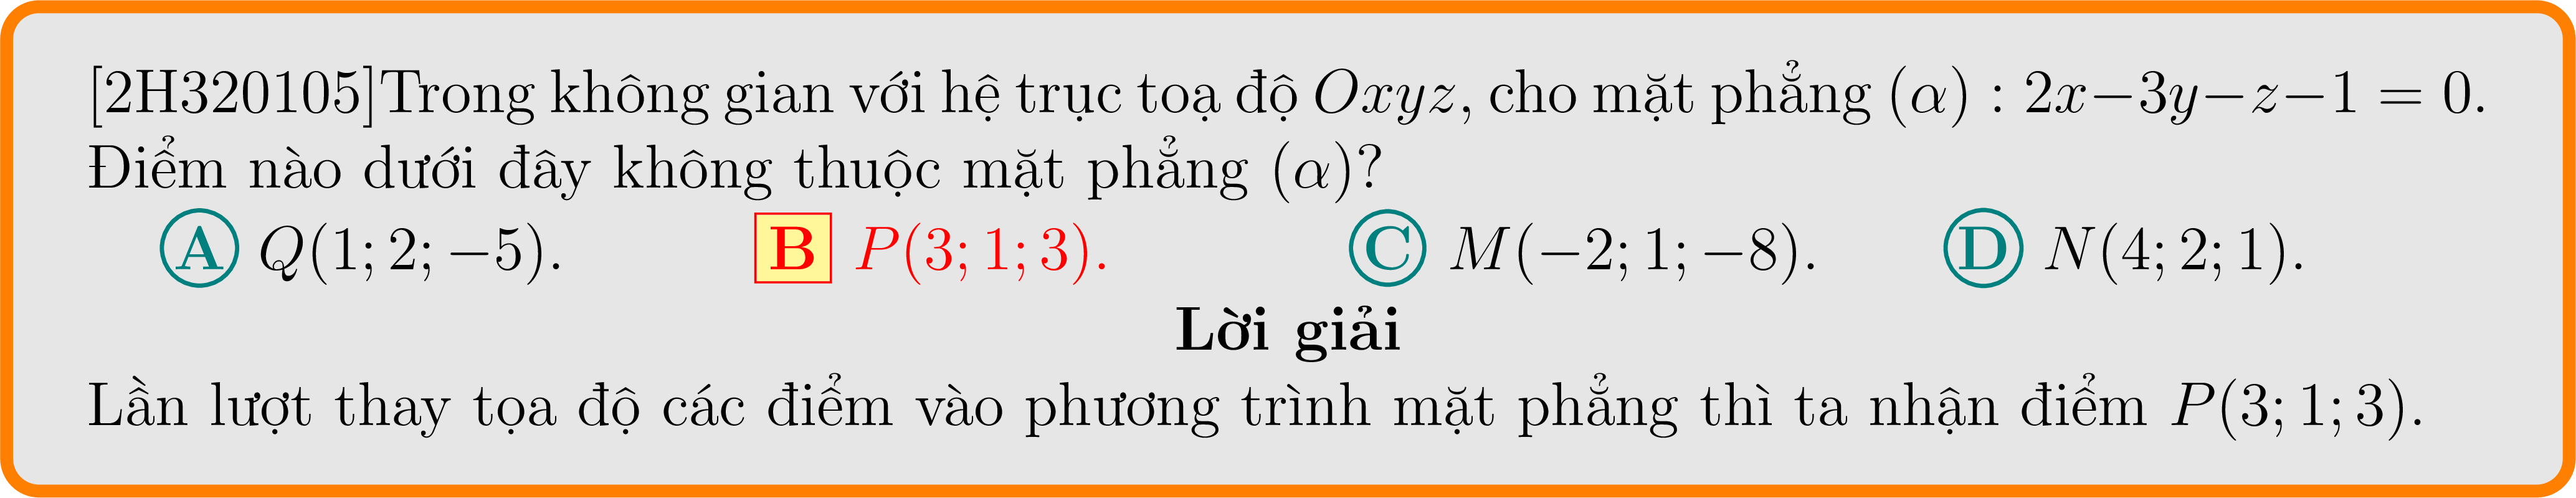 [2H320105]Trong không gian với hệ trục toạ độ Oxyz, cho mặt phẳng (α) : 2x−3y−z−1 = 0.
Điểm nào dưới đây không thuộc mặt phẳng (α)?
A Q(1; 2; −5). B P(3; 1; 3). C M(−2; 1; −8). D N(4; 2; 1).
Lời giải
Lần lượt thay tọa độ các điểm vào phương trình mặt phẳng thì ta nhận điểm P(3; 1; 3).